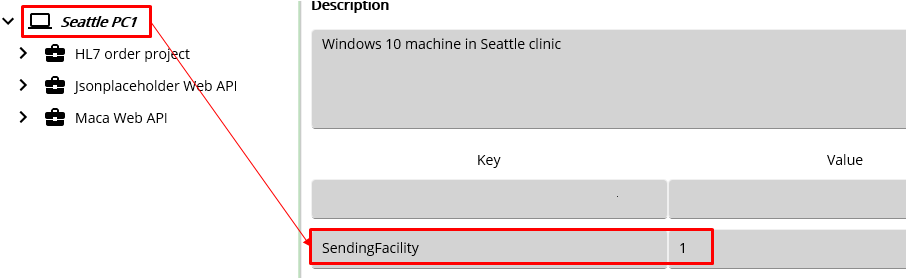 Seattle PC1
HL7 order project
Jsonplaceholder Web API
Maca Web API
Description
Windows 10 machine in Seattle clinic
Key Value
SendingFacility 1